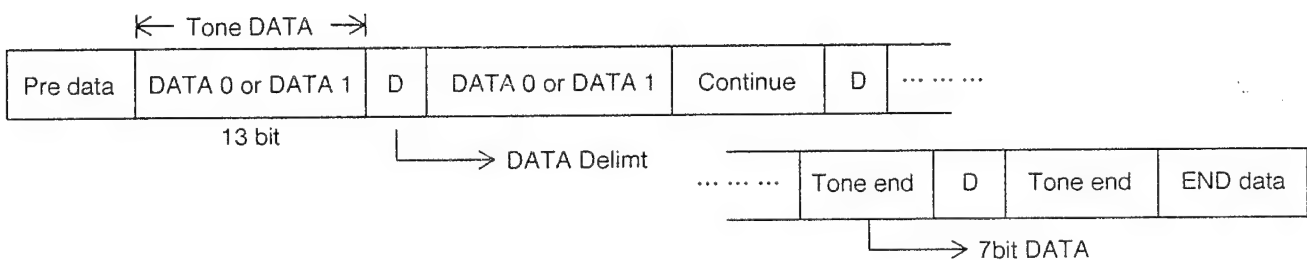 Tone DATA
Pre data DATA 0 or DATA 1 D DATA 0 or DATA 1 Continue D ... ... ...
13 bit
DATA Delimt
... ... ... Tone end D Tone end END data
7bit DATA